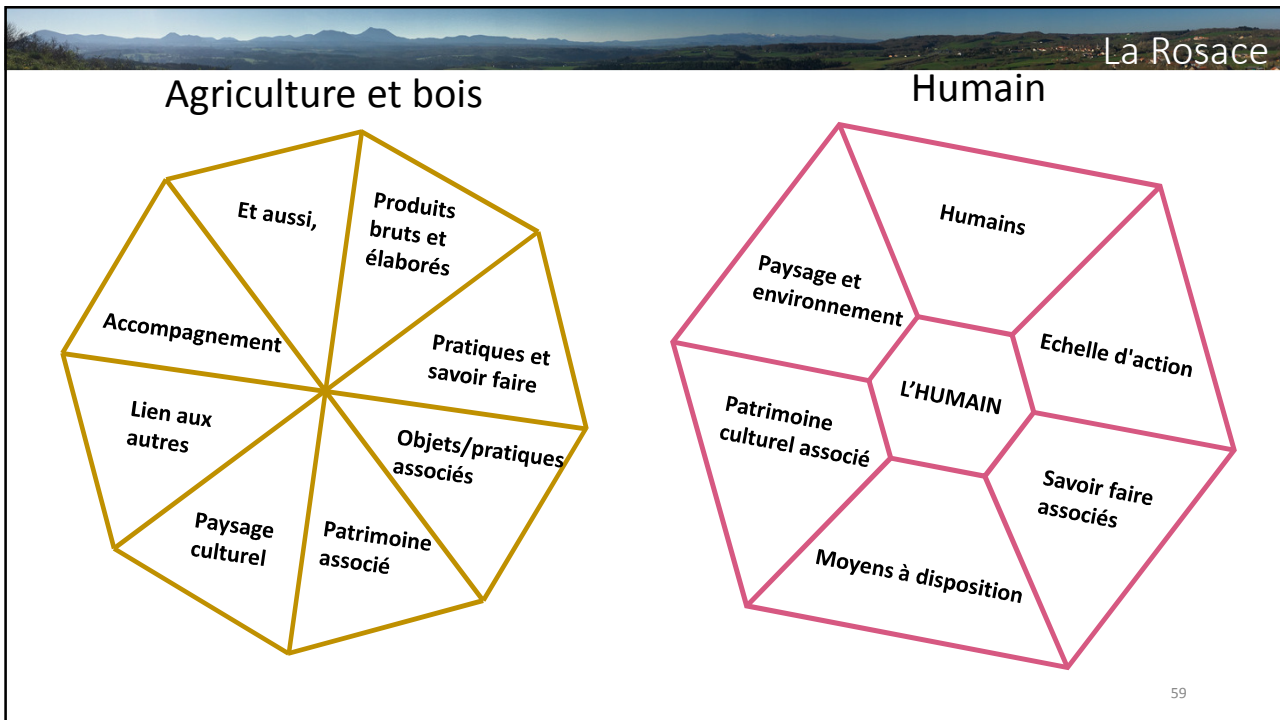 La Rosace
Agriculture et bois
Et aussi,
Produits
bruts et
élaborés
Accompagnement
Pratiques et
savoir faire
Lien aux
autres
Objets/pratiques
associés
Paysage
culturel
Patrimoine
associé
Humain
Humains
Paysage et
environnement
Echelle d'action
L’HUMAIN
Patrimoine
culturel associé
Savoir faire
associés
Moyens à disposition
59